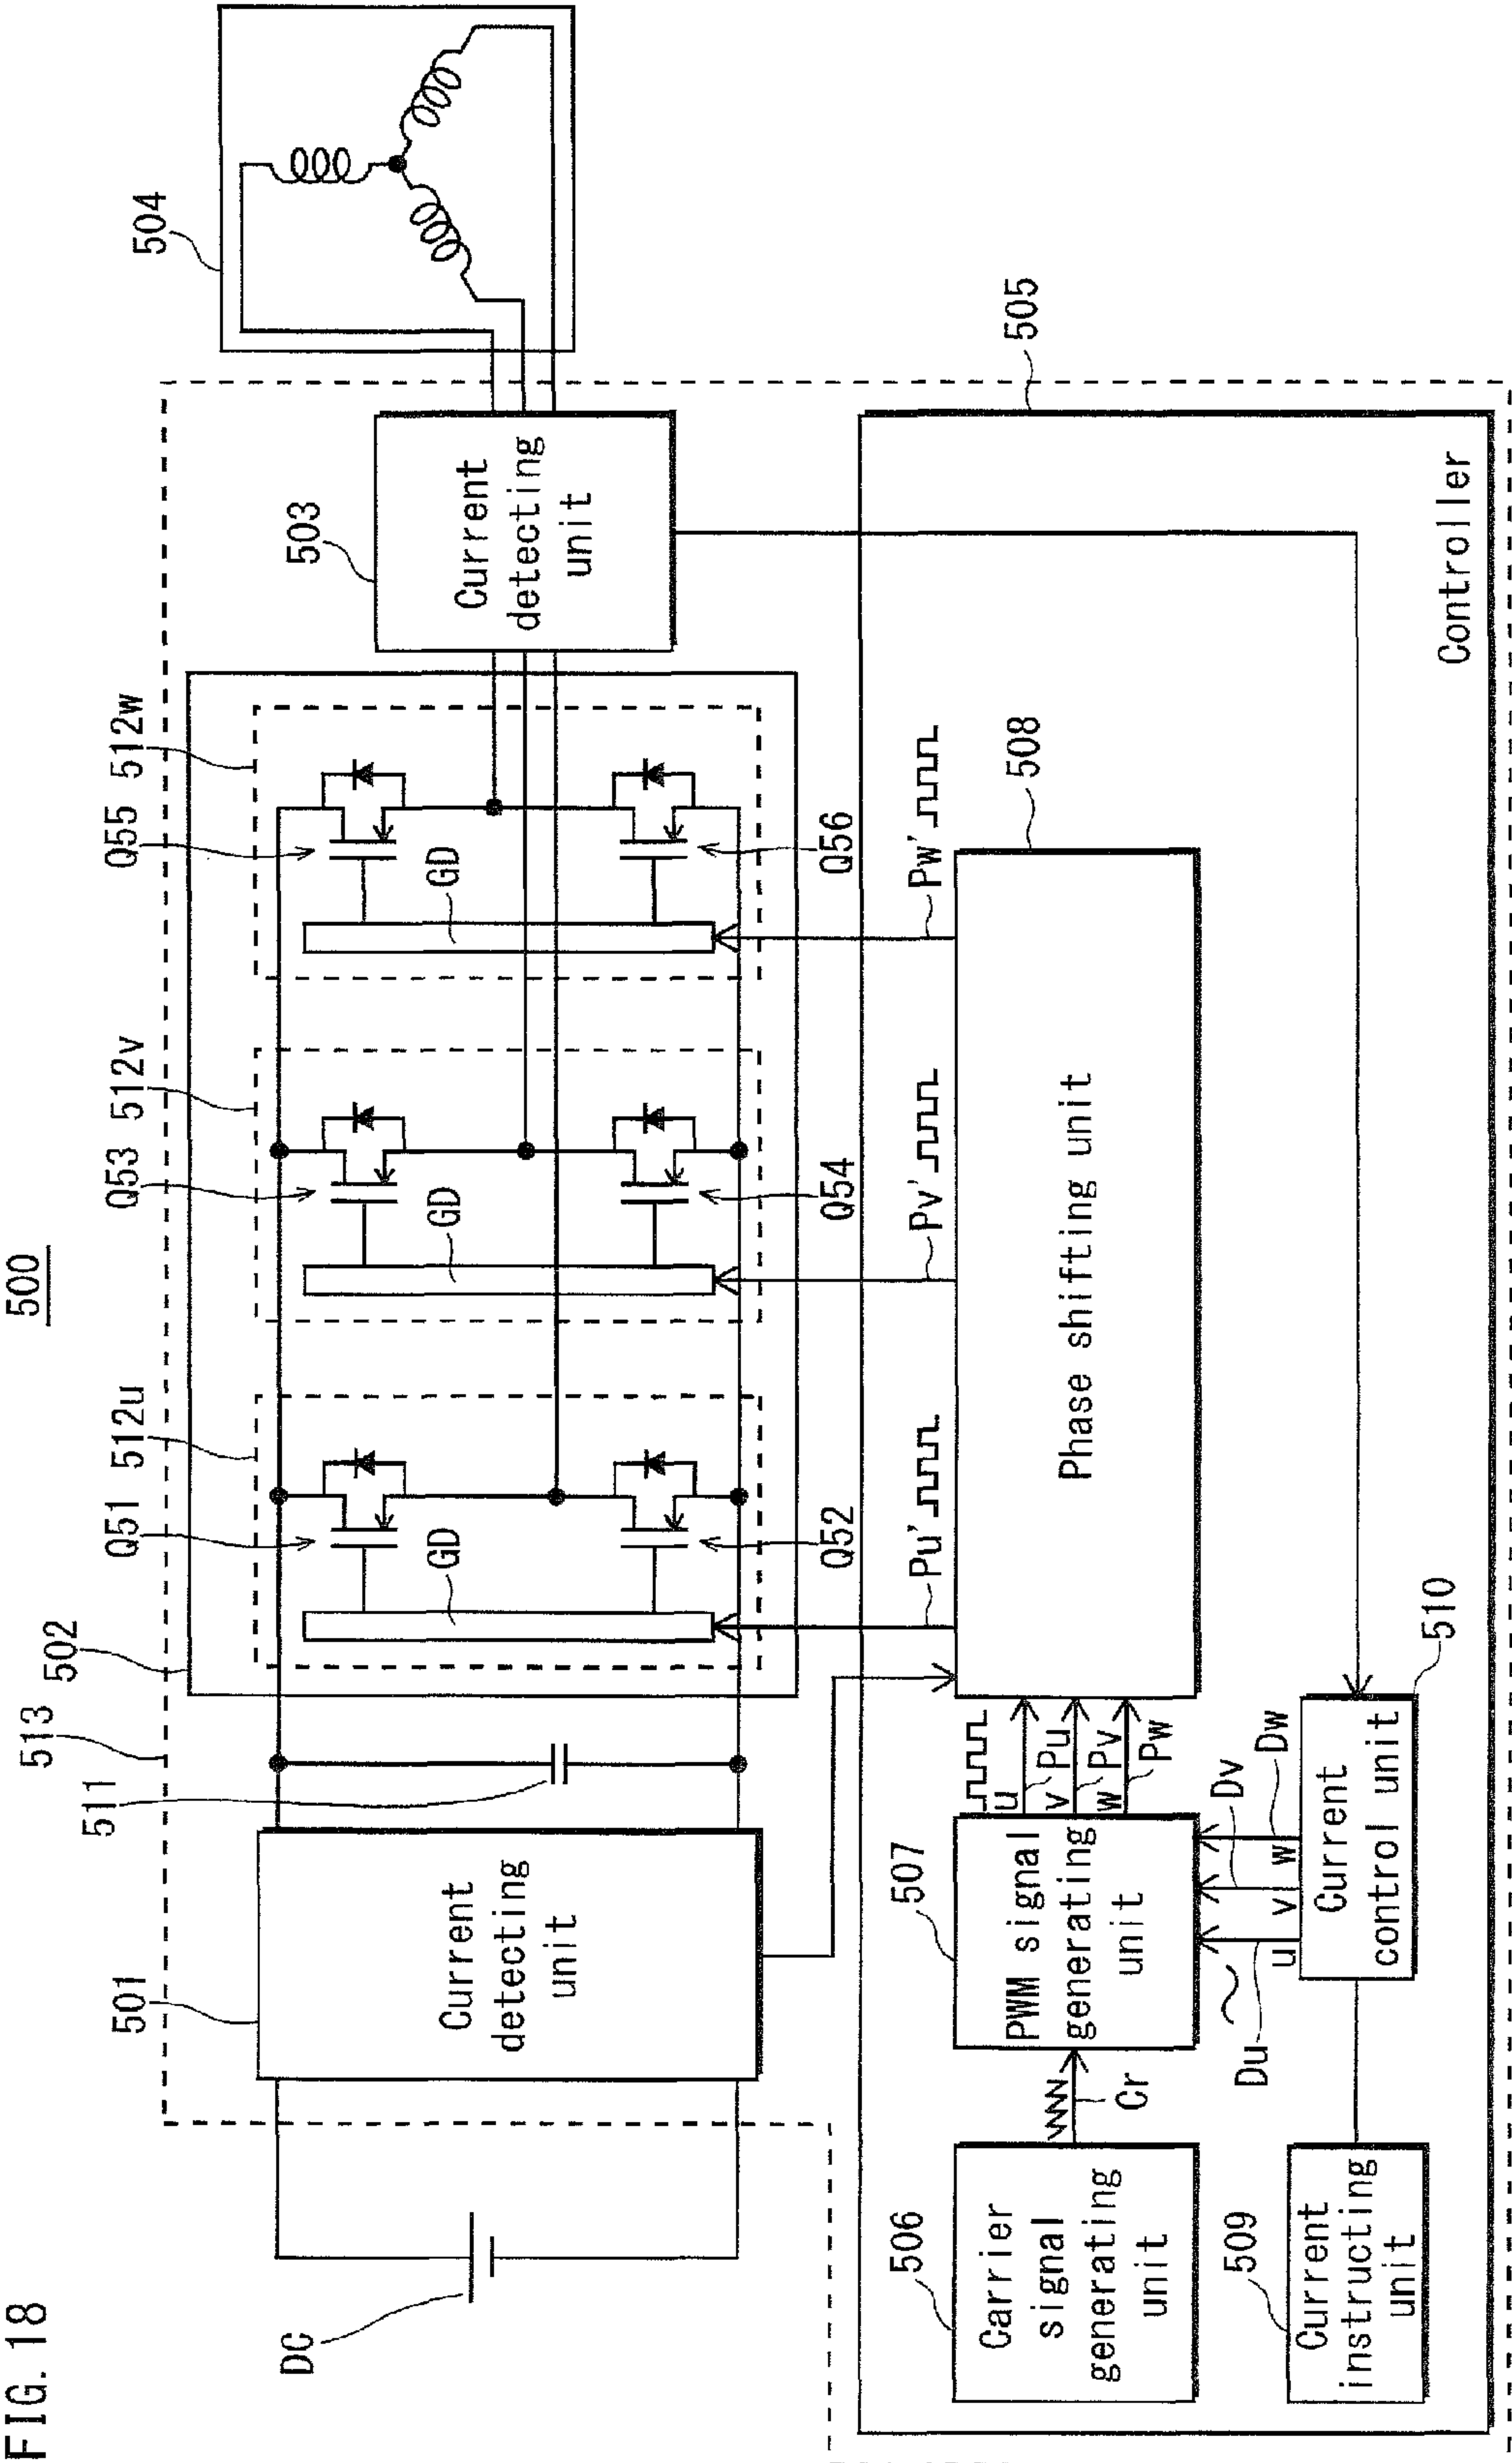 FIG. 18
500
513
502
511
501
DC
Current
detecting
unit
Q51
512u
GD
Q52
Q53
512v
GD
Q54
Q55
512w
GD
Q56
503
Current
detecting
unit
504
505
Pu'
Pv'
Pw'
508
Phase shifting unit
506
Carrier
signal
generating
unit
Cr
507
PWM signal
generating
unit
u
Pu
v
Pv
w
Pw
Du
u
Dv
v
Dw
w
509
Current
instructing
unit
510
Current
control unit
Controller